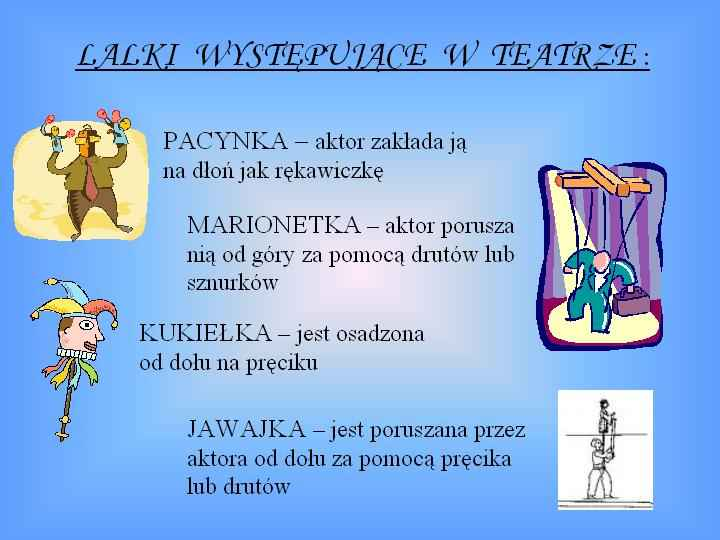 LALKI WYSTĘPUJĄCE W TEATRZE :
PACYNKA – aktor zakłada ją
na dłoń jak rękawiczkę
MARIONETKA – aktor porusza
nią od góry za pomocą drutów lub
sznurków
KUKIEŁKA – jest osadzona
od dołu na pręciku
JAWAJKA – jest poruszana przez
aktora od dołu za pomocą pręcika
lub drutów